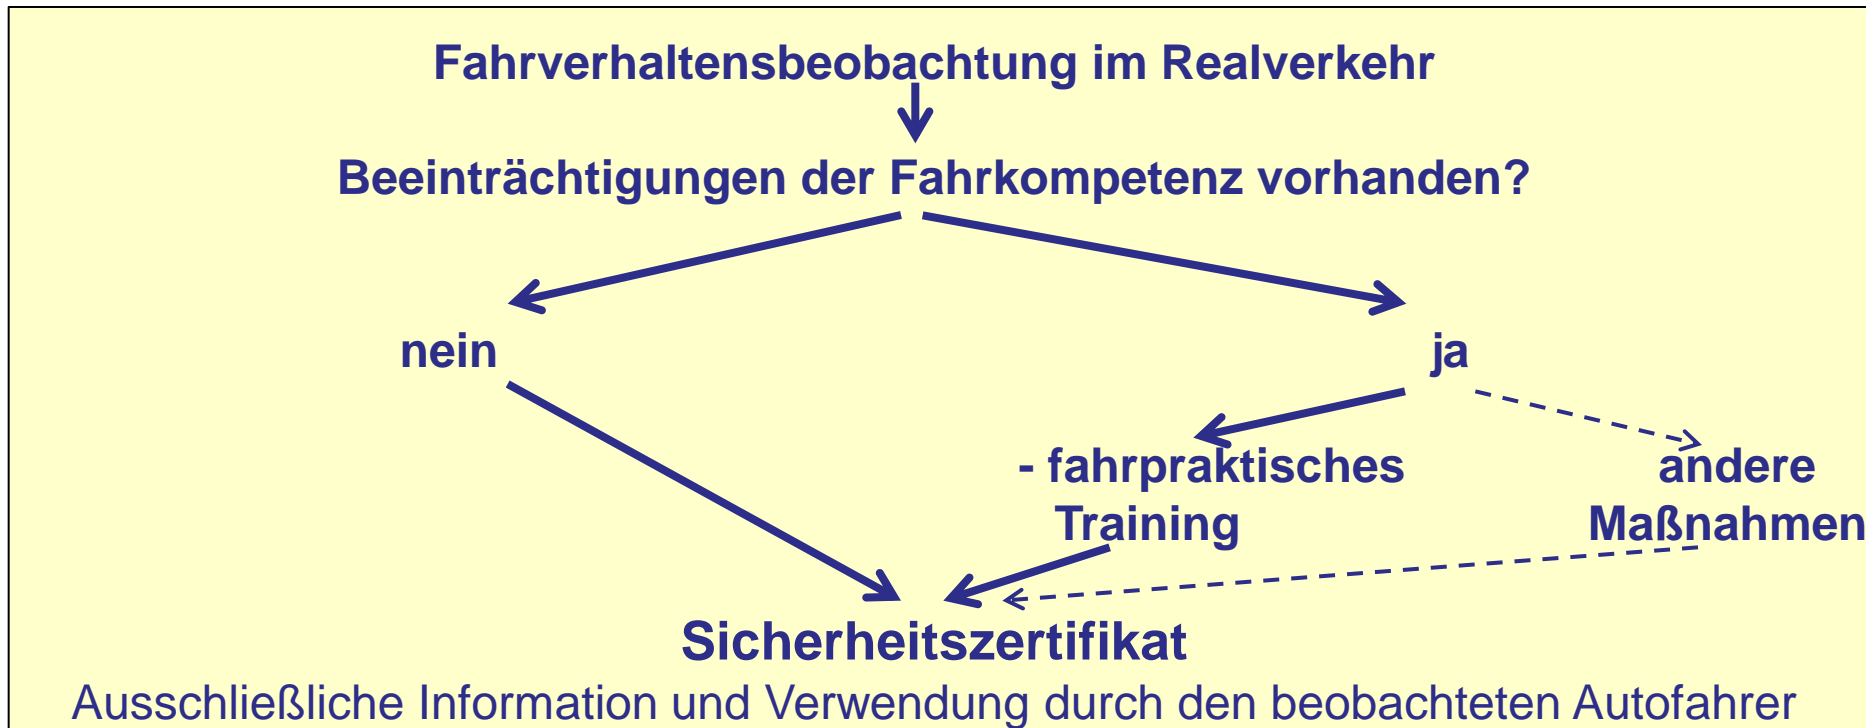 Fahrverhaltensbeobachtung im Realverkehr
Beeinträchtigungen der Fahrkompetenz vorhanden?
nein
ja
- fahrpraktisches
Training
andere
Maßnahmen
Sicherheitszertifikat
Ausschließliche Information und Verwendung durch den beobachteten Autofahrer